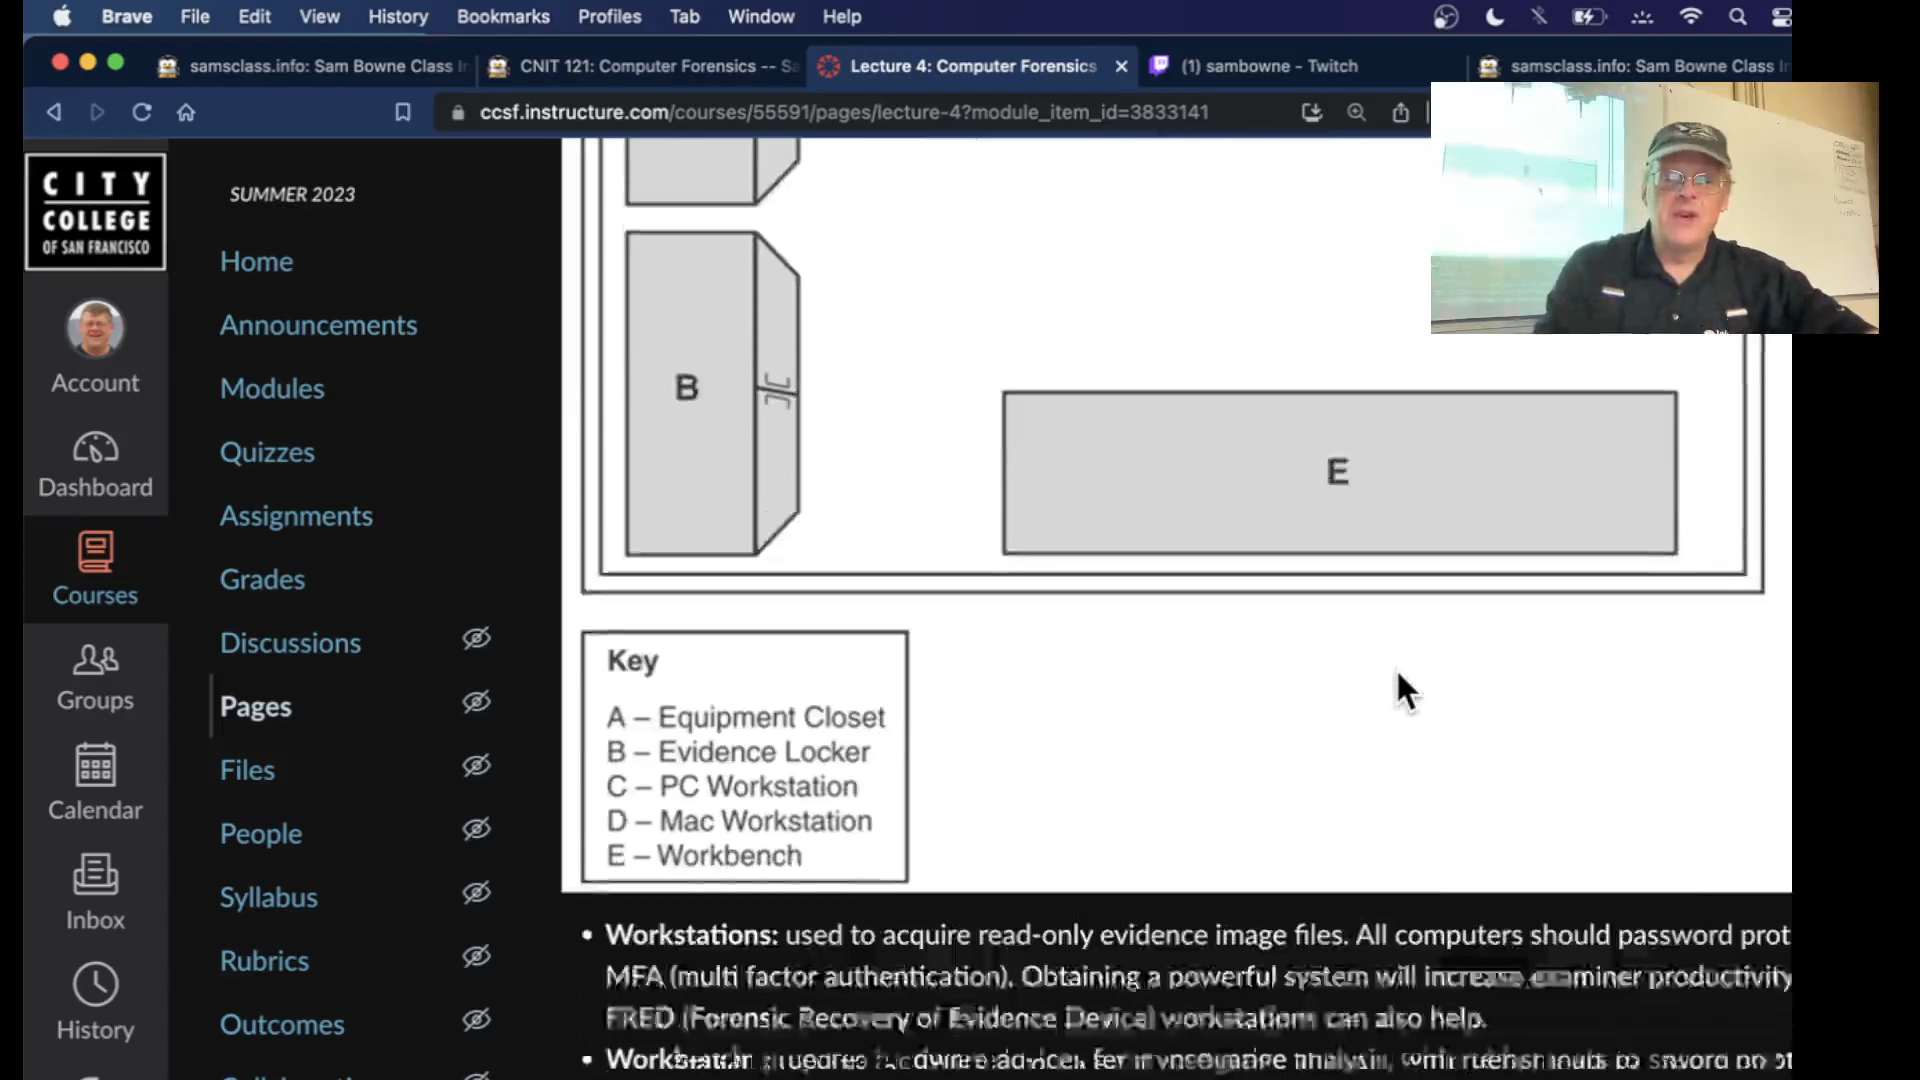 Brave File Edit View History Bookmarks Profiles Tab Window Help
samsclass.info: Sam Bowne Class In
CNIT 121: Computer Forensics -- Sa
Lecture 4: Computer Forensics
(1) sambowne - Twitch
samsclass.info: Sam Bowne Class In
ccsf.instructure.com/courses/55591/pages/lecture-4?module_item_id=3833141
CITY
COLLEGE
OF SAN FRANCISCO
Account
Dashboard
Courses
Groups
Calendar
Inbox
History
SUMMER 2023
Home
Announcements
Modules
Quizzes
Assignments
Grades
Discussions
Pages
Files
People
Syllabus
Rubrics
Outcomes
B
E
Key
A – Equipment Closet
B – Evidence Locker
C – PC Workstation
D – Mac Workstation
E – Workbench
• Workstations: used to acquire read-only evidence image files. All computers should password prot
MFA (multi factor authentication). Obtaining a powerful system will increase examiner productivity
FRED (Forensic Recovery of Evidence Device) workstations can also help.